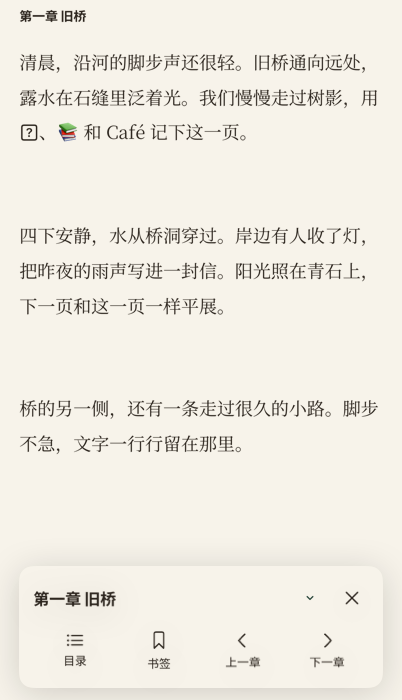 第一章 旧桥
清晨，沿河的脚步声还很轻。旧桥通向远处，
露水在石缝里泛着光。我们慢慢走过树影，用
⍰、📚 和 Café 记下这一页。
四下安静，水从桥洞穿过。岸边有人收了灯，
把昨夜的雨声写进一封信。阳光照在青石上，
下一页和这一页一样平展。
桥的另一侧，还有一条走过很久的小路。脚步
不急，文字一行行留在那里。
第一章 旧桥
目录 书签 上一章 下一章